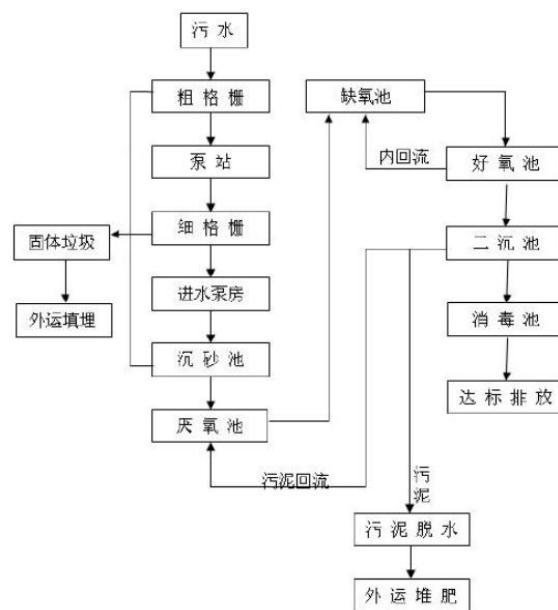 污水
粗格栅
缺氧池
泵站
内回流
好氧池
固体垃圾
细格栅
二沉池
外运填埋
进水泵房
消毒池
沉砂池
达标排放
厌氧池
污泥回流
污泥
污泥脱水
外运堆肥